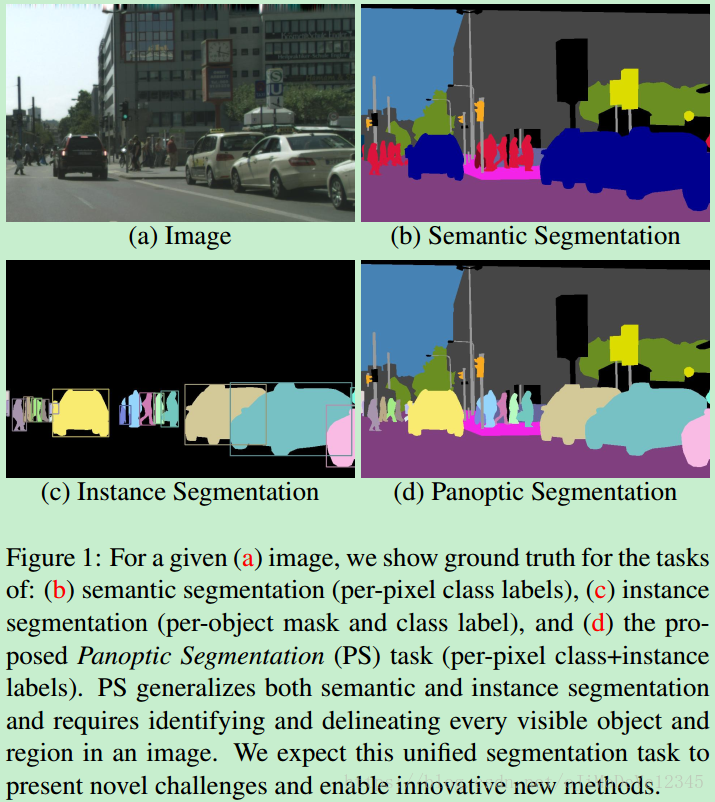 (a) Image
(b) Semantic Segmentation
(c) Instance Segmentation
(d) Panoptic Segmentation
Figure 1: For a given (a) image, we show ground truth for the tasks
of: (b) semantic segmentation (per-pixel class labels), (c) instance
segmentation (per-object mask and class label), and (d) the pro-
posed Panoptic Segmentation (PS) task (per-pixel class+instance
labels). PS generalizes both semantic and instance segmentation
and requires identifying and delineating every visible object and
region in an image. We expect this unified segmentation task to
present novel challenges and enable innovative new methods.